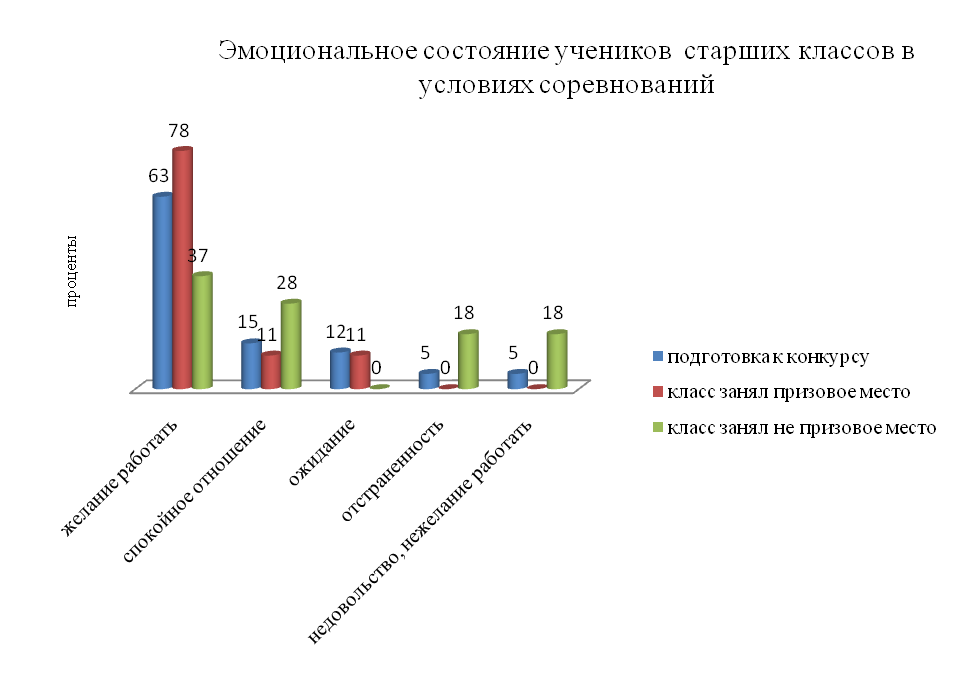 Эмоциональное состояние учеников старших классов в
условиях соревнований
проценты
63
78
37
15
11
28
12
11
0
5
0
18
5
0
18
желание работать
спокойное отношение
ожидание
отстраненность
недовольство, нежелание работать
подготовка к конкурсу
класс занял призовое место
класс занял не призовое место